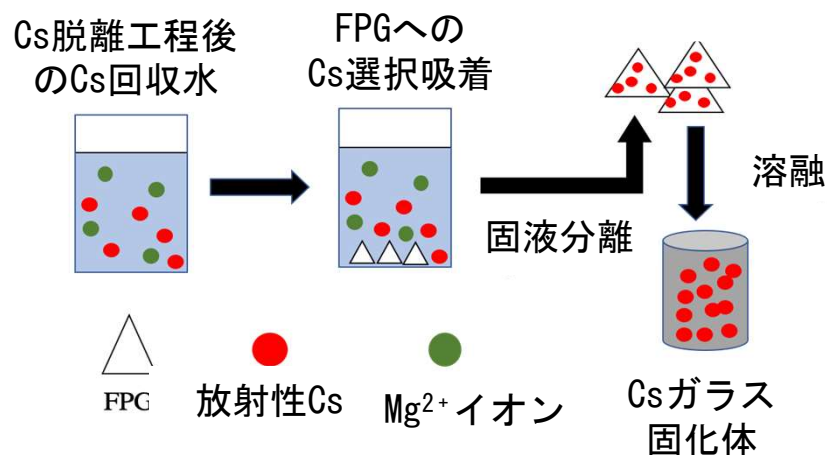 Cs脱離工程後
のCs回収水
FPGへの
Cs選択吸着
固液分離
溶融
FPG
放射性Cs
Mg²⁺イオン
Csガラス
固化体